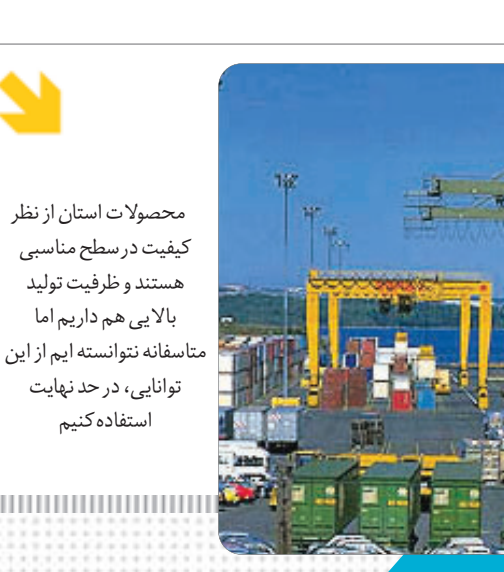 محصولات استان از نظر
کیفیت در سطح مناسبی
هستند و ظرفیت تولید
بالایی هم داریم اما
متاسفانه نتوانسته ایم از این
توانایی، در حد نهایت
استفاده کنیم